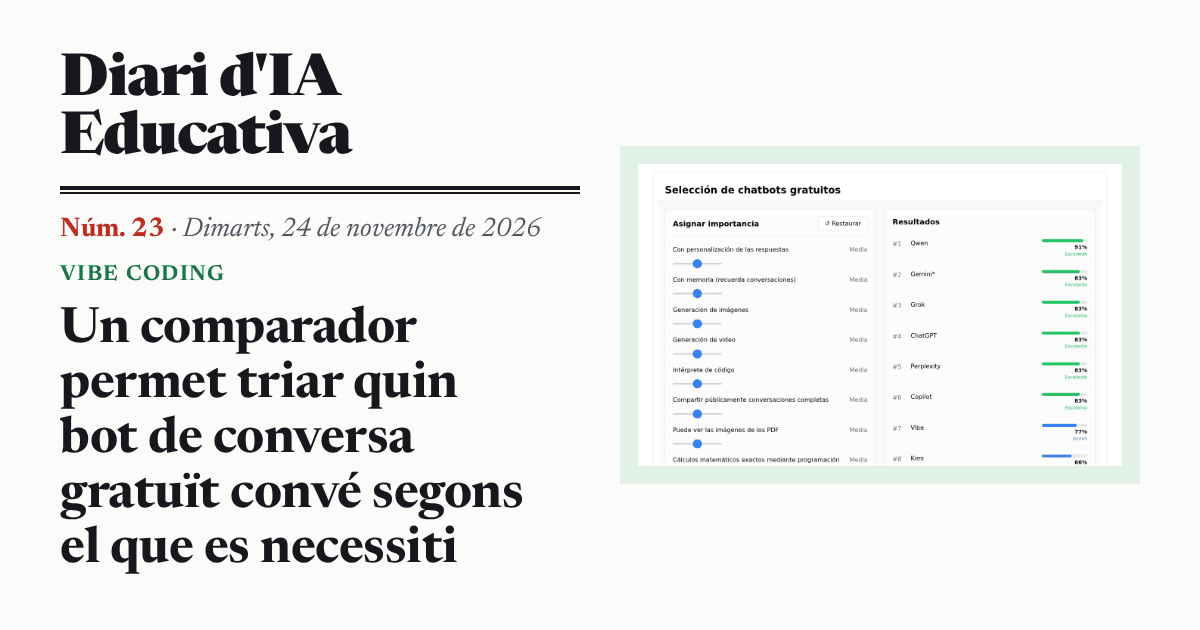 Diari d'IA
Educativa
Núm. 23 · Dimarts, 24 de novembre de 2026
VIBE CODING
Un comparador
permet triar quin
bot de conversa
gratuït convé segons
el que es necessiti
Selección de chatbots gratuitos
Asignar importancia
↺ Restaurar
Con personalización de las respuestas Media
Con memoria (recuerda conversaciones) Media
Generación de imágenes Media
Generación de video Media
Intérprete de código Media
Compartir públicamente conversaciones completas Media
Puede ver las imágenes de los PDF Media
Cálculos matemáticos exactos mediante programación Media
Resultados
#1 Qwen
91%
Excelente
#2 Gemini*
83%
Excelente
#3 Grok
83%
Excelente
#4 ChatGPT
83%
Excelente
#5 Perplexity
83%
Excelente
#6 Copilot
83%
Excelente
#7 Vibe
77%
Bueno
#8 Kimi
66%